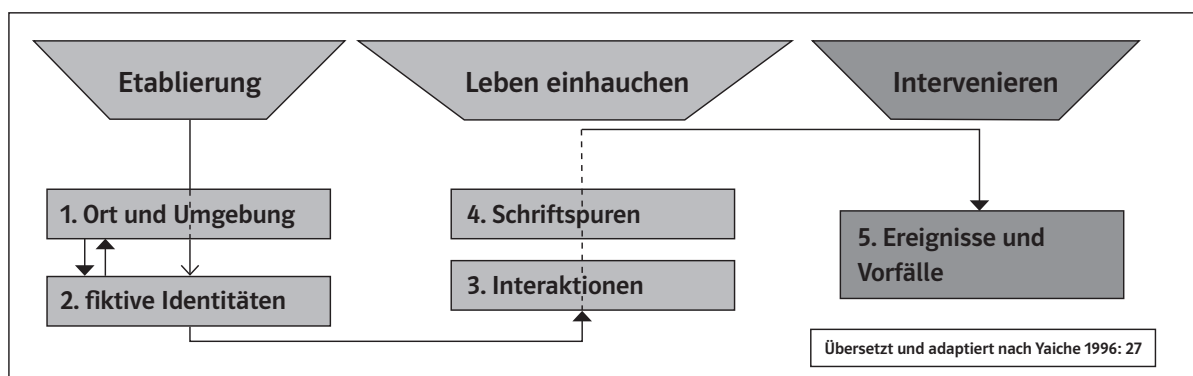 Etablierung
Leben einhauchen
Intervenieren
1. Ort und Umgebung
2. fiktive Identitäten
4. Schriftspuren
3. Interaktionen
5. Ereignisse und
Vorfälle
Übersetzt und adaptiert nach Yaiche 1996: 27